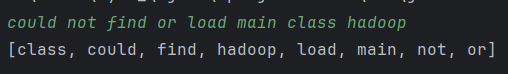 could not find or load main class hadoop
[class, could, find, hadoop, load, main, not, or]